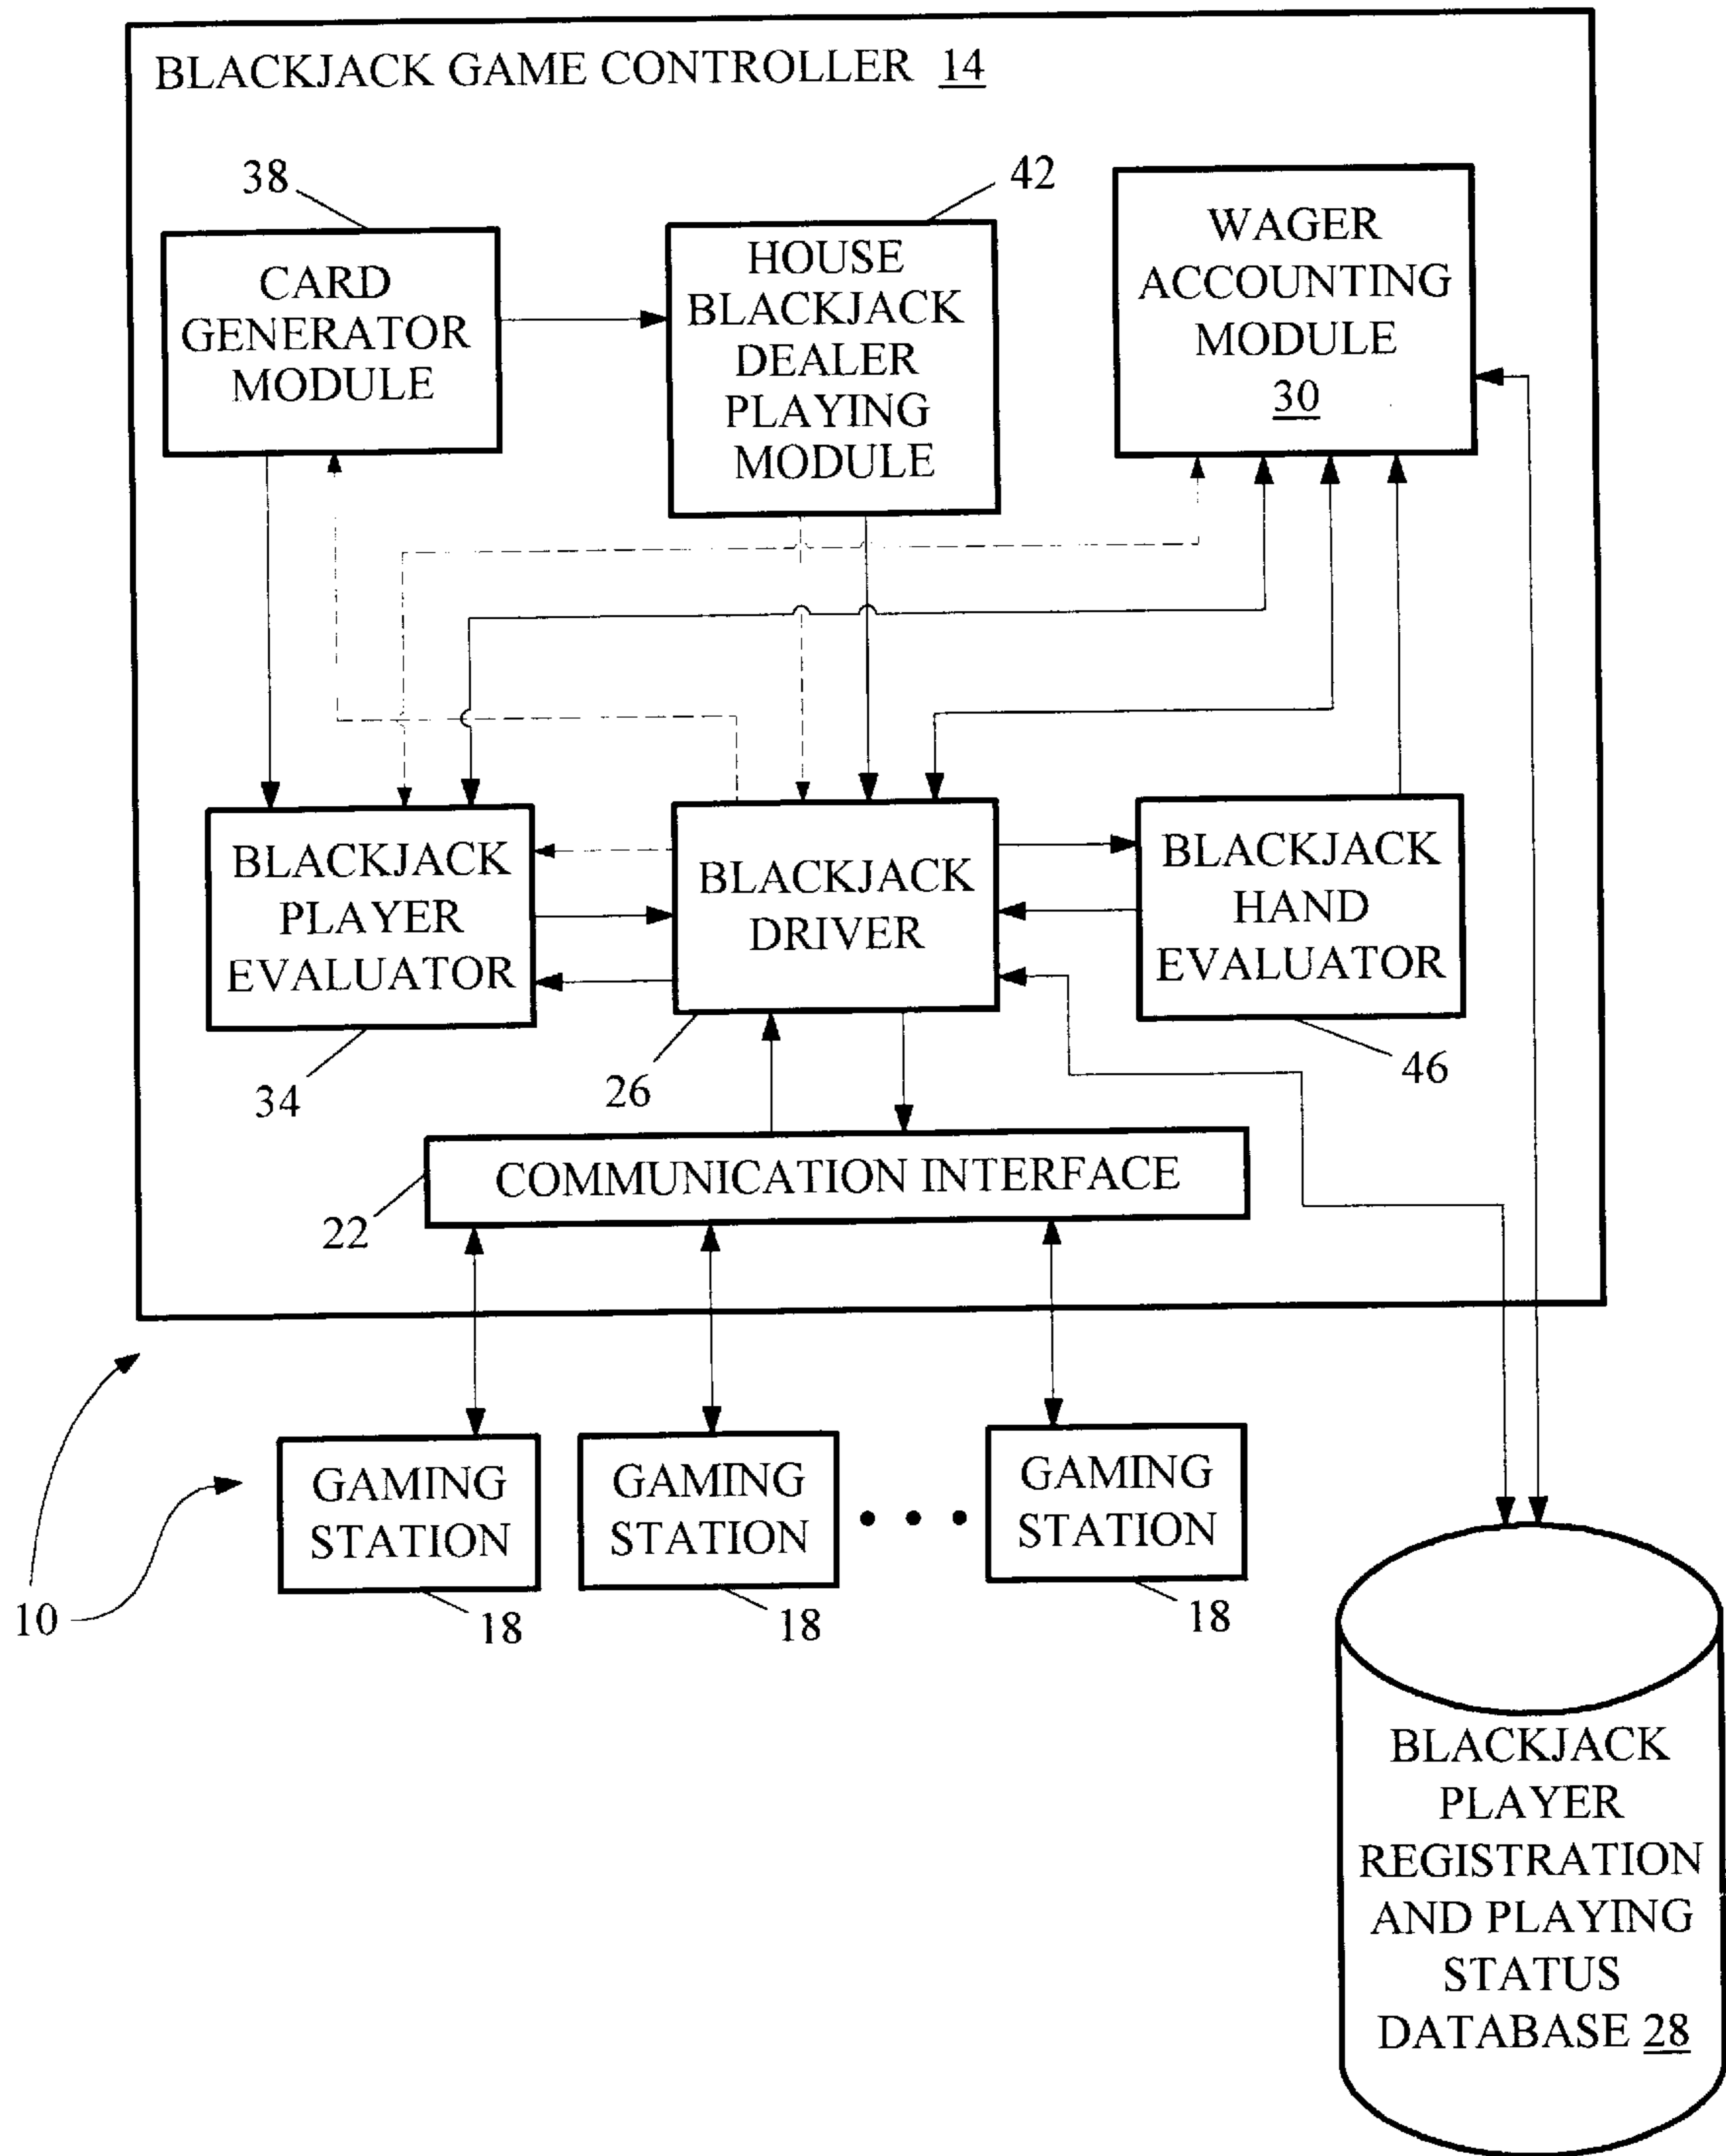 BLACKJACK GAME CONTROLLER 14
38
42
CARD
GENERATOR
MODULE
HOUSE
BLACKJACK
DEALER
PLAYING
MODULE
WAGER
ACCOUNTING
MODULE
30
BLACKJACK
PLAYER
EVALUATOR
BLACKJACK
DRIVER
BLACKJACK
HAND
EVALUATOR
34
26
46
COMMUNICATION INTERFACE
22
GAMING
STATION
GAMING
STATION
GAMING
STATION
10
18
18
18
BLACKJACK
PLAYER
REGISTRATION
AND PLAYING
STATUS
DATABASE 28